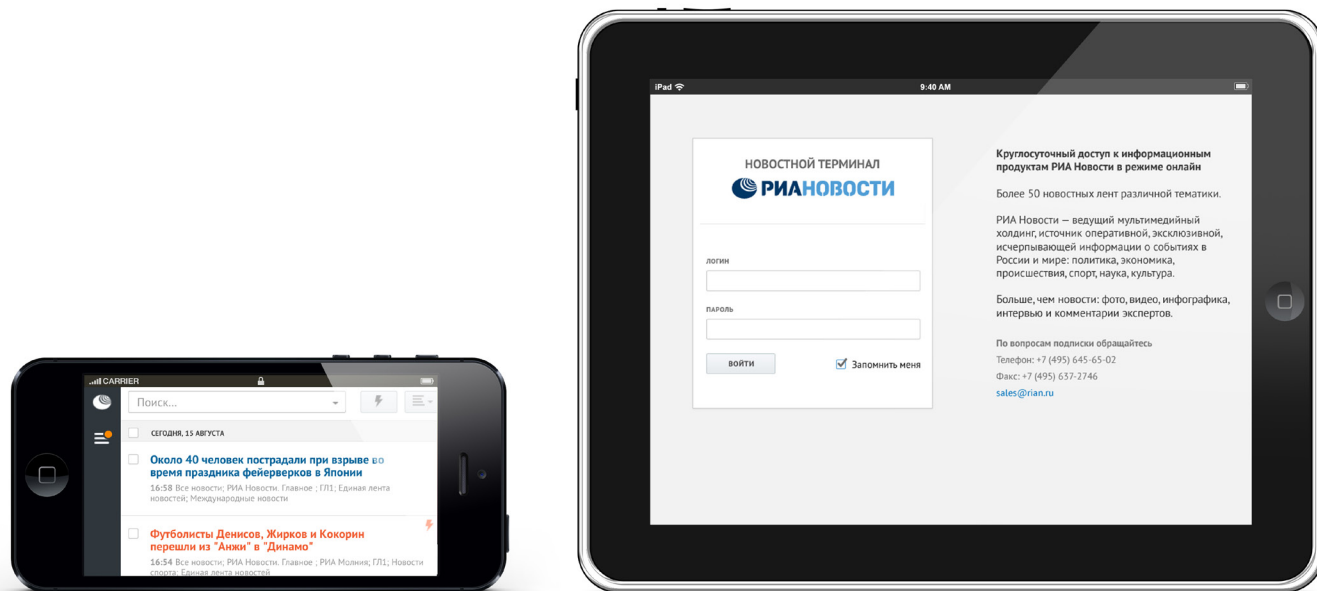 CARRIER
Поиск...
СЕГОДНЯ, 15 АВГУСТА
Около 40 человек пострадали при взрыве во
время праздника фейерверков в Японии
16:58 Все новости; РИА Новости. Главное ; ГЛ1; Единая лента
новостей; Международные новости
Футболисты Денисов, Жирков и Кокорин
перешли из "Анжи" в "Динамо"
16:54 Все новости; РИА Новости. Главное ; РИА Молния; ГЛ1; Новости
спорта; Единая лента новостей
iPad 9:40 AM
НОВОСТНОЙ ТЕРМИНАЛ
РИАНОВОСТИ
ЛОГИН
ПАРОЛЬ
ВОЙТИ Запомнить меня
Круглосуточный доступ к информационным
продуктам РИА Новости в режиме онлайн
Более 50 новостных лент различной тематики.
РИА Новости — ведущий мультимедийный
холдинг, источник оперативной, эксклюзивной,
исчерпывающей информации о событиях в
России и мире: политика, экономика,
происшествия, спорт, наука, культура.
Больше, чем новости: фото, видео, инфографика,
интервью и комментарии экспертов.
По вопросам подписки обращайтесь
Телефон: +7 (495) 645-65-02
Факс: +7 (495) 637-2746
sales@rian.ru